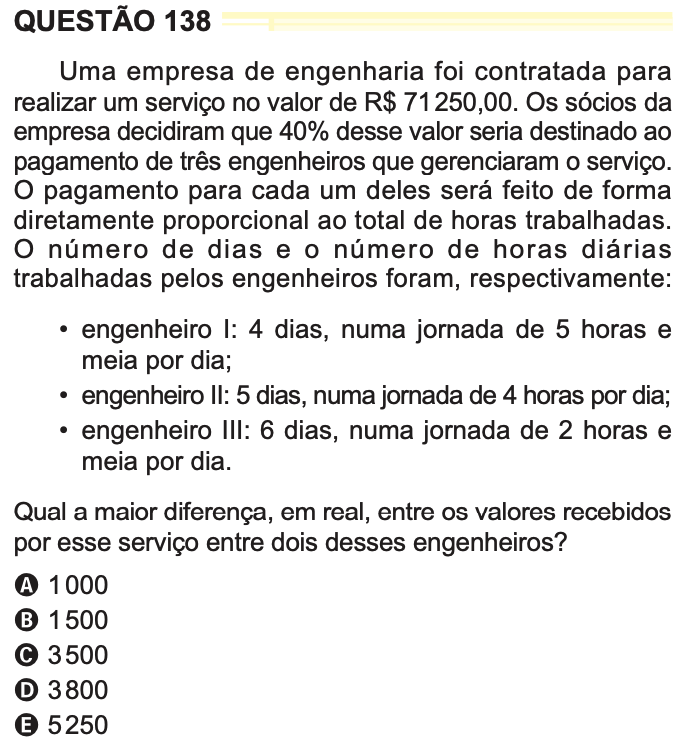 QUESTÃO 138
Uma empresa de engenharia foi contratada para
realizar um serviço no valor de R$ 71 250,00. Os sócios da
empresa decidiram que 40% desse valor seria destinado ao
pagamento de três engenheiros que gerenciaram o serviço.
O pagamento para cada um deles será feito de forma
diretamente proporcional ao total de horas trabalhadas.
O número de dias e o número de horas diárias
trabalhadas pelos engenheiros foram, respectivamente:
• engenheiro I: 4 dias, numa jornada de 5 horas e
meia por dia;
• engenheiro II: 5 dias, numa jornada de 4 horas por dia;
• engenheiro III: 6 dias, numa jornada de 2 horas e
meia por dia.
Qual a maior diferença, em real, entre os valores recebidos
por esse serviço entre dois desses engenheiros?
A 1 000
B 1 500
C 3 500
D 3 800
E 5 250